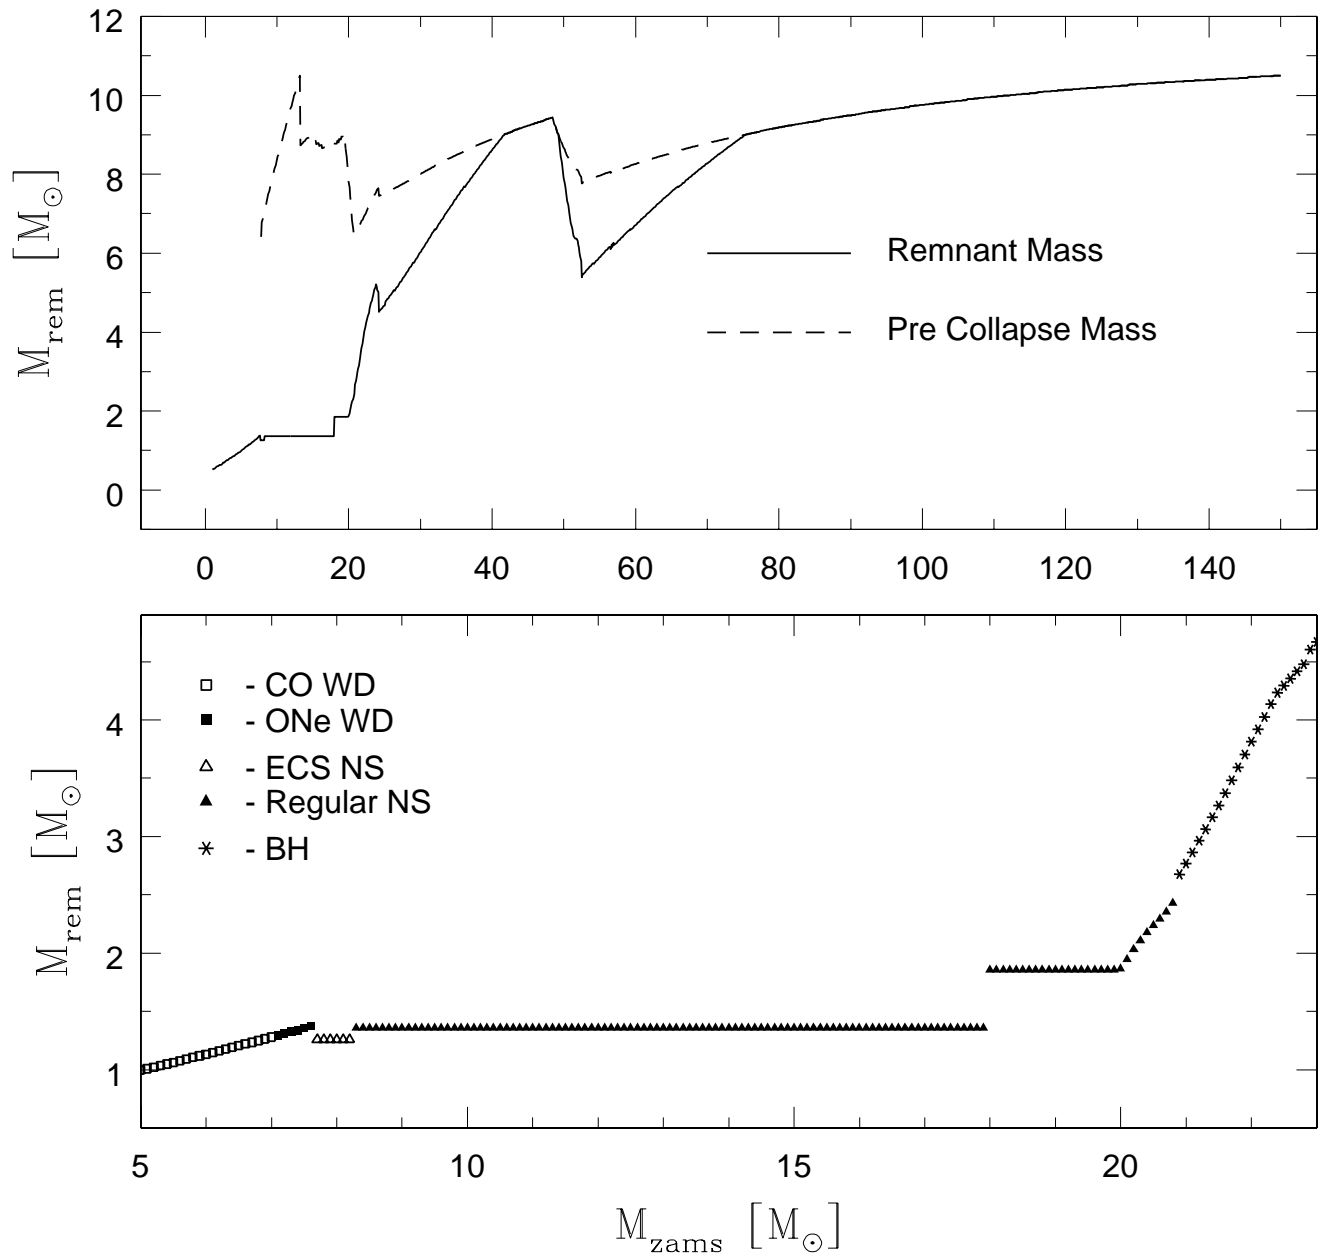 12
10
8
6
4
2
0
M_rem [M_⊙]
Remnant Mass
Pre Collapse Mass
0 20 40 60 80 100 120 140
4
3
2
1
M_rem [M_⊙]
- CO WD
- ONe WD
- ECS NS
- Regular NS
- BH
5 10 15 20
M_zams [M_⊙]